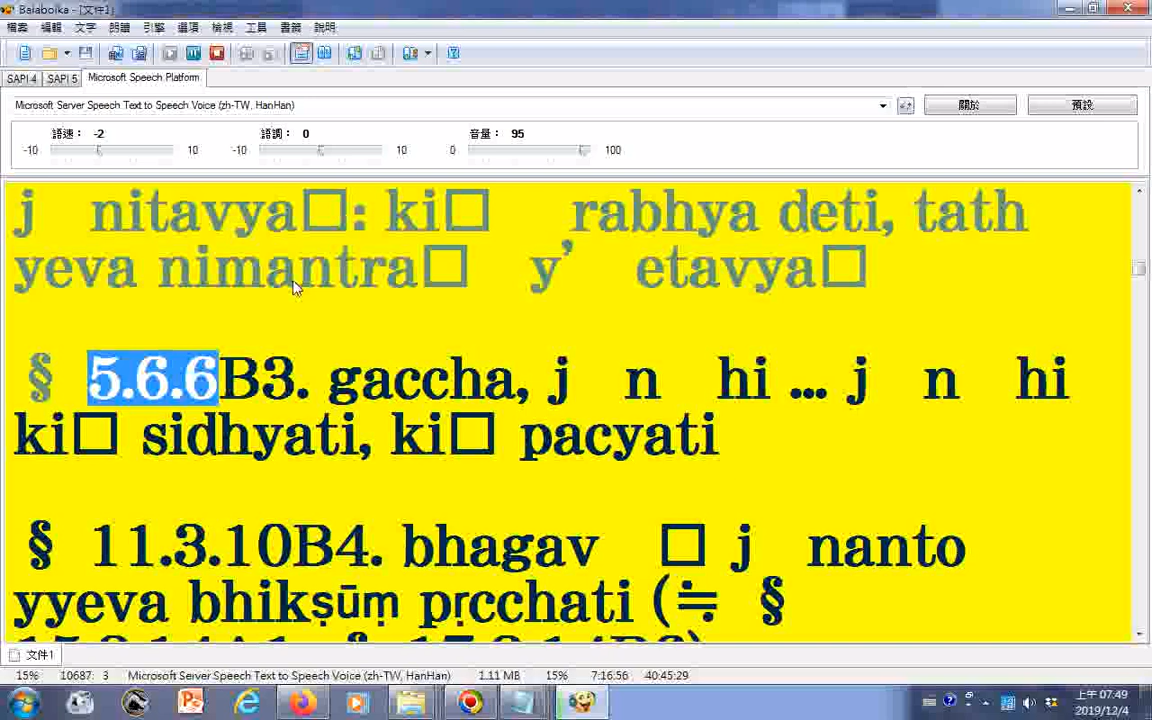 Balabolka - [文件1]
檔案 編輯 文字 朗讀 引擎 選項 檢視 工具 書籤 說明
SAPI 4 SAPI 5 Microsoft Speech Platform
Microsoft Server Speech Text to Speech Voice (zh-TW, HanHan) 關於 預設
語速： -2 語調： 0 音量： 95
-10 10 -10 10 0 100
j nitavya□: ki□ rabhya deti, tath
yeva nimantra□ y’ etavya□
§ 5.6.6B3. gaccha, j n hi ... j n hi
ki□ sidhyati, ki□ pacyati
§ 11.3.10B4. bhagav □ j nanto
yyeva bhikṣūṃ pṛcchati (≒ §
文件1
15% 10687: 3 Microsoft Server Speech Text to Speech Voice (zh-TW, HanHan) 1.11 MB 15% 7:16:56 40:45:29
上午 07:49
2019/12/4